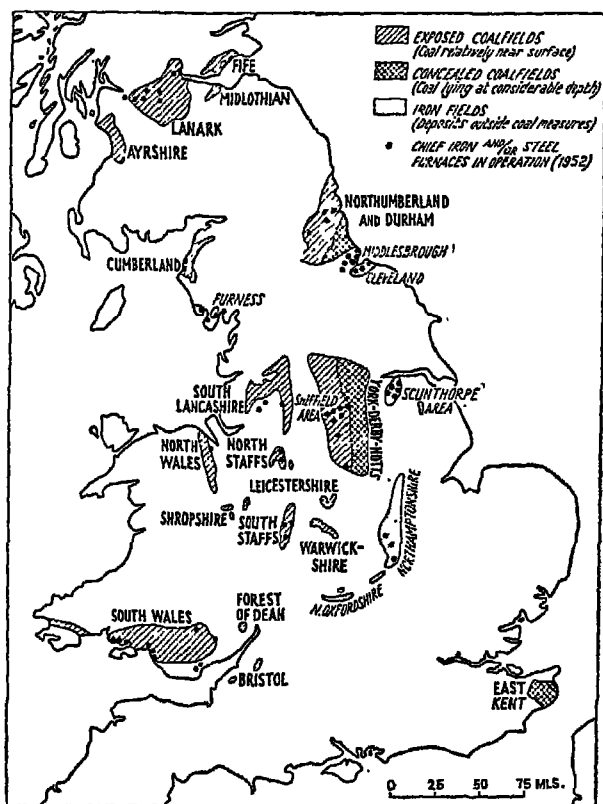 EXPOSED COALFIELDS
(Coal relatively near surface)
CONCEALED COALFIELDS
(Coal lying at considerable depth)
IRON FIELDS
(Deposits outside coal measures)
CHIEF IRON AND/OR STEEL
FURNACES IN OPERATION (1952)
FIFE
MIDLOTHIAN
LANARK
AYRSHIRE
NORTHUMBERLAND
AND DURHAM
MIDDLESBROUGH
CLEVELAND
CUMBERLAND
FURNESS
SOUTH
LANCASHIRE
SHEFFIELD
AREA
YORK-DERBY-NOTTS
SCUNTHORPE
AREA
NORTH
WALES
NORTH
STAFFS
LEICESTERSHIRE
SHROPSHIRE
SOUTH
STAFFS
WARWICK-
SHIRE
NORTHAMPTONSHIRE
N.OXFORDSHIRE
SOUTH WALES
FOREST
OF DEAN
BRISTOL
EAST
KENT
0 25 50 75 MLS.